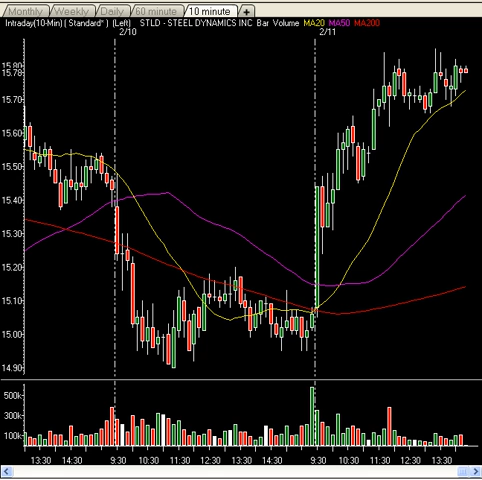 Monthly Weekly Daily 60 minute 10 minute +
2/10 2/11
Intraday(10-Min) ( Standard* ) (Left) STLD - STEEL DYNAMICS INC Bar Volume MA20 MA50 MA200
15.80
15.78
15.70
15.60
15.50
15.40
15.30
15.20
15.10
15.00
14.90
500k
300k
100k
13:30 14:30 9:30 10:30 11:30 12:30 13:30 14:30 9:30 10:30 11:30 12:30 13:30